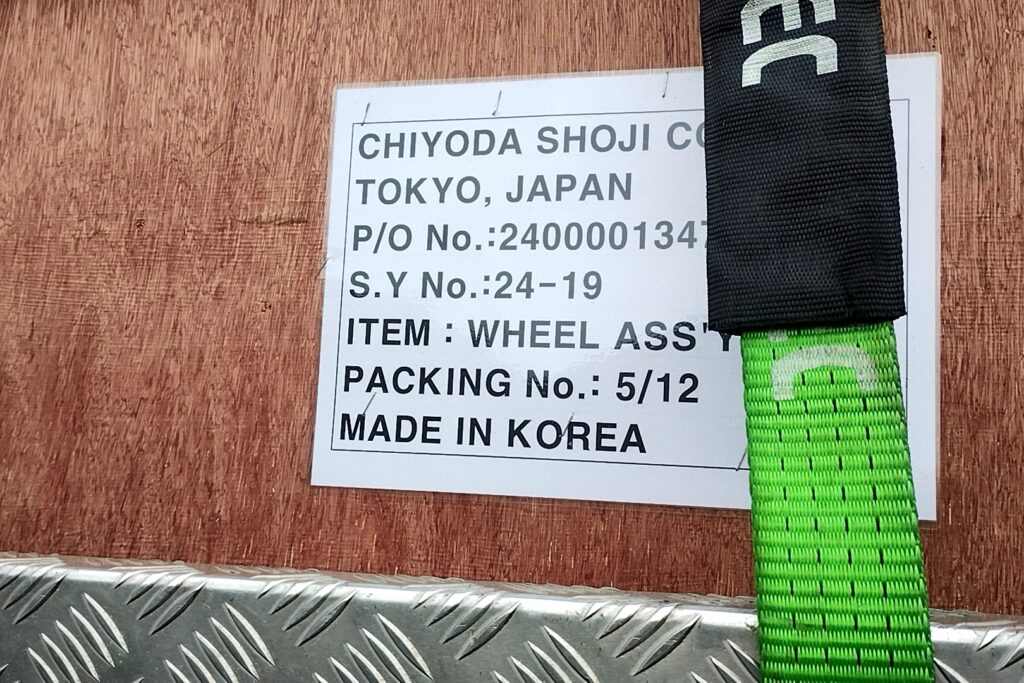 CHIYODA SHOJI
TOKYO, JAPAN
P/O No.:2400001347
S.Y No.:24-19
ITEM : WHEEL ASS'Y
PACKING No.: 5/12
MADE IN KOREA